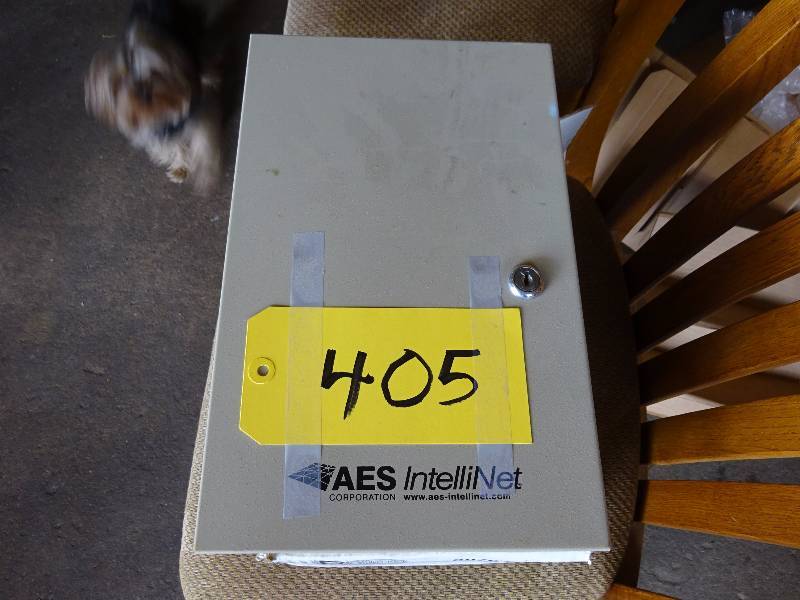 405
AES IntelliNet
CORPORATION www.aes-intellinet.com